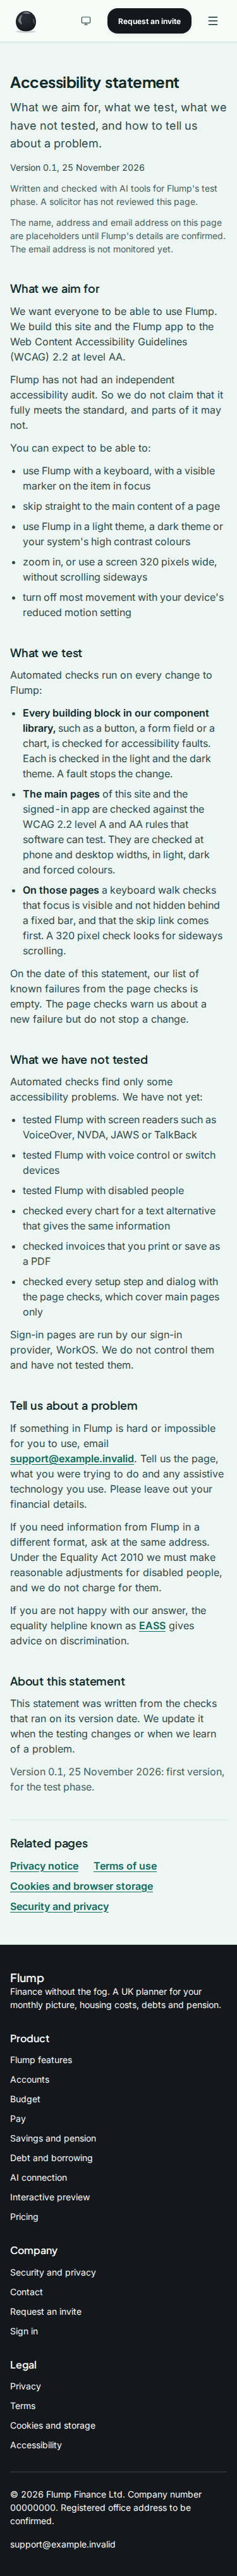 Request an invite
Accessibility statement
What we aim for, what we test, what we
have not tested, and how to tell us
about a problem.
Version 0.1, 25 November 2026
Written and checked with AI tools for Flump's test
phase. A solicitor has not reviewed this page.
The name, address and email address on this page
are placeholders until Flump's details are confirmed.
The email address is not monitored yet.
What we aim for
We want everyone to be able to use Flump.
We build this site and the Flump app to the
Web Content Accessibility Guidelines
(WCAG) 2.2 at level AA.
Flump has not had an independent
accessibility audit. So we do not claim that it
fully meets the standard, and parts of it may
not.
You can expect to be able to:
• use Flump with a keyboard, with a visible
marker on the item in focus
• skip straight to the main content of a page
• use Flump in a light theme, a dark theme or
your system's high contrast colours
• zoom in, or use a screen 320 pixels wide,
without scrolling sideways
• turn off most movement with your device's
reduced motion setting
What we test
Automated checks run on every change to
Flump:
• Every building block in our component
library, such as a button, a form field or a
chart, is checked for accessibility faults.
Each is checked in the light and the dark
theme. A fault stops the change.
• The main pages of this site and the
signed-in app are checked against the
WCAG 2.2 level A and AA rules that
software can test. They are checked at
phone and desktop widths, in light, dark
and forced colours.
• On those pages a keyboard walk checks
that focus is visible and not hidden behind
a fixed bar, and that the skip link comes
first. A 320 pixel check looks for sideways
scrolling.
On the date of this statement, our list of
known failures from the page checks is
empty. The page checks warn us about a
new failure but do not stop a change.
What we have not tested
Automated checks find only some
accessibility problems. We have not yet:
• tested Flump with screen readers such as
VoiceOver, NVDA, JAWS or TalkBack
• tested Flump with voice control or switch
devices
• tested Flump with disabled people
• checked every chart for a text alternative
that gives the same information
• checked invoices that you print or save as
a PDF
• checked every setup step and dialog with
the page checks, which cover main pages
only
Sign-in pages are run by our sign-in
provider, WorkOS. We do not control them
and have not tested them.
Tell us about a problem
If something in Flump is hard or impossible
for you to use, email
support@example.invalid. Tell us the page,
what you were trying to do and any assistive
technology you use. Please leave out your
financial details.
If you need information from Flump in a
different format, ask at the same address.
Under the Equality Act 2010 we must make
reasonable adjustments for disabled people,
and we do not charge for them.
If you are not happy with our answer, the
equality helpline known as EASS gives
advice on discrimination.
About this statement
This statement was written from the checks
that ran on its version date. We update it
when the testing changes or when we learn
of a problem.
Version 0.1, 25 November 2026: first version,
for the test phase.
Related pages
Privacy notice Terms of use
Cookies and browser storage
Security and privacy
Flump
Finance without the fog. A UK planner for your
monthly picture, housing costs, debts and pension.
Product
Flump features
Accounts
Budget
Pay
Savings and pension
Debt and borrowing
AI connection
Interactive preview
Pricing
Company
Security and privacy
Contact
Request an invite
Sign in
Legal
Privacy
Terms
Cookies and storage
Accessibility
© 2026 Flump Finance Ltd. Company number
00000000. Registered office address to be
confirmed.
support@example.invalid